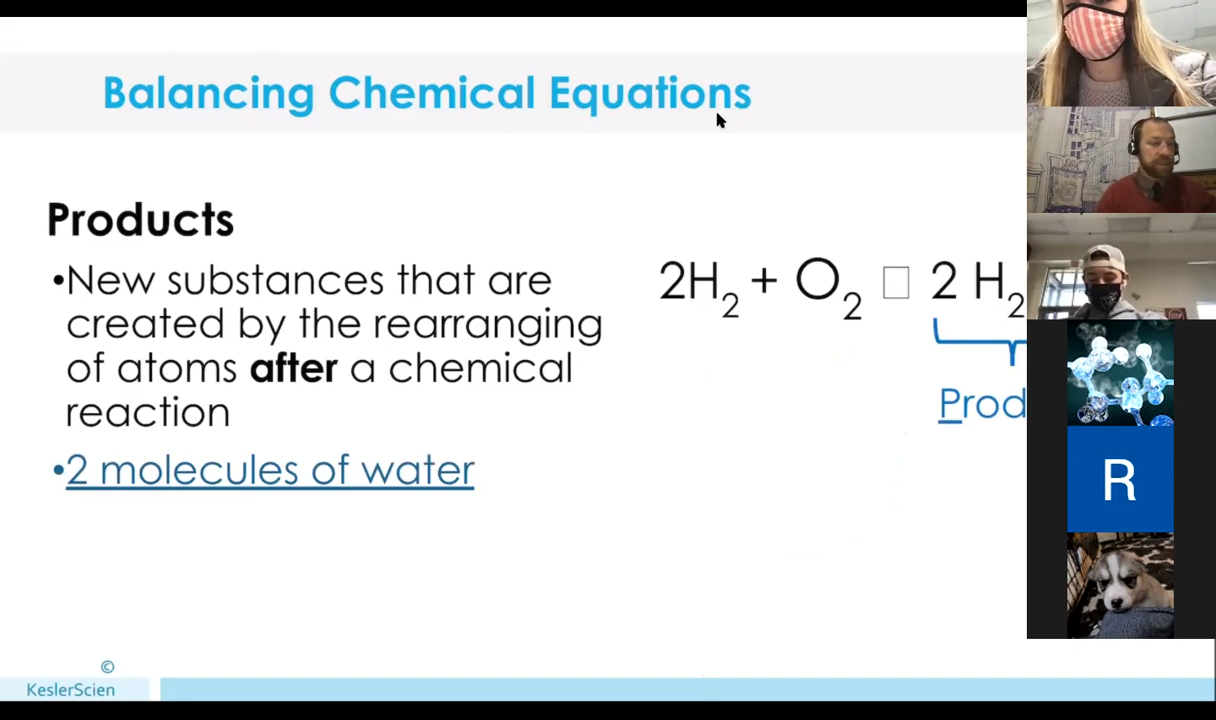 Balancing Chemical Equations
Products
•New substances that are
created by the rearranging
of atoms after a chemical
reaction
•2 molecules of water
2H₂ + O₂ □ 2 H₂
Prod
R
©
KeslerScien